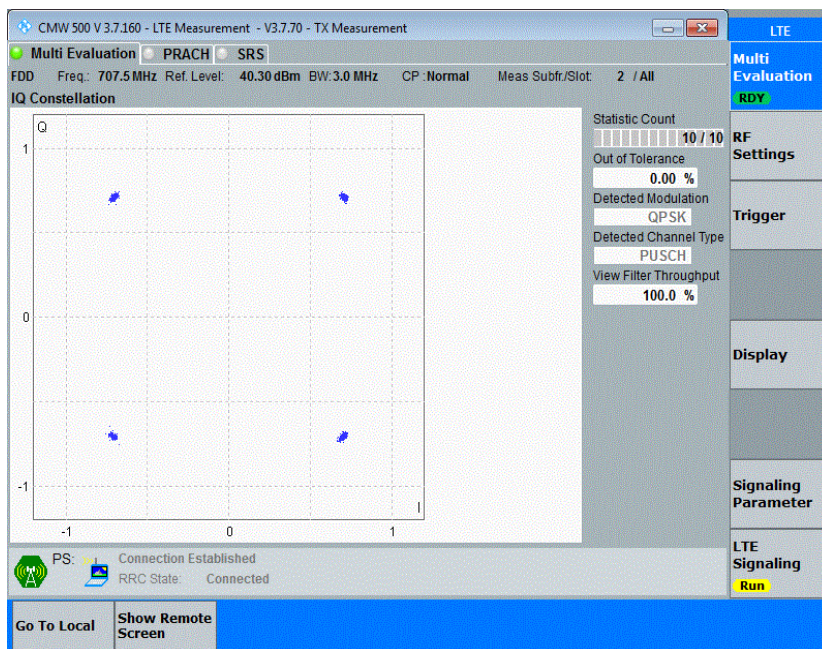 CMW 500 V 3.7.160 - LTE Measurement - V3.7.70 - TX Measurement
Multi Evaluation PRACH SRS
FDD Freq.: 707.5 MHz Ref. Level: 40.30 dBm BW: 3.0 MHz CP : Normal Meas Subfr./Slot: 2 / All
IQ Constellation
Q
1
0
-1
I
-1 0 1
Statistic Count
10 / 10
Out of Tolerance
0.00 %
Detected Modulation
QPSK
Detected Channel Type
PUSCH
View Filter Throughput
100.0 %
PS: Connection Established
RRC State: Connected
LTE
Multi
Evaluation
RDY
RF
Settings
Trigger
Display
Signaling
Parameter
LTE
Signaling
Run
Go To Local
Show Remote
Screen